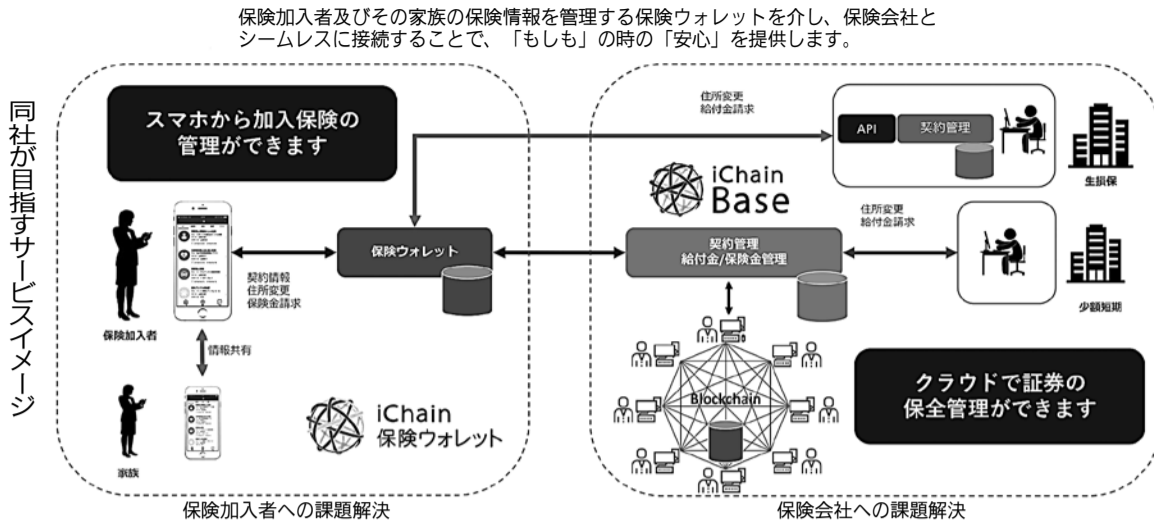 保険加入者及びその家族の保険情報を管理する保険ウォレットを介し、保険会社と
シームレスに接続することで、「もしも」の時の「安心」を提供します。
同社が目指すサービスイメージ
スマホから加入保険の
管理ができます
保険加入者
契約情報
住所変更
保険金請求
保険ウォレット
情報共有
家族
iChain
保険ウォレット
保険加入者への課題解決
住所変更
給付金請求
API
契約管理
生損保
iChain
Base
住所変更
給付金請求
契約管理
給付金/保険金管理
少額短期
Blockchain
クラウドで証券の
保全管理ができます
保険会社への課題解決